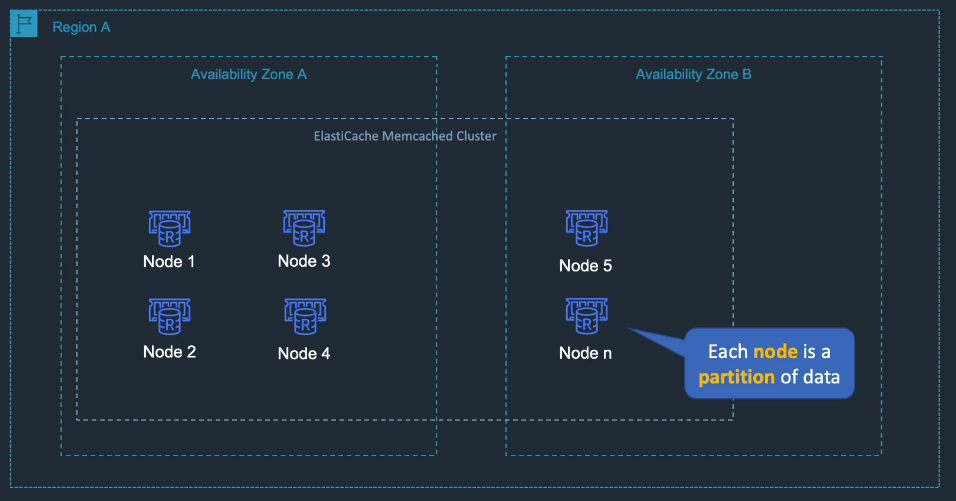 Region A
Availability Zone A
Availability Zone B
ElastiCache Memcached Cluster
R
R
R
Node 1
Node 3
Node 5
R
R
R
Node 2
Node 4
Node n
Each node is a
partition of data